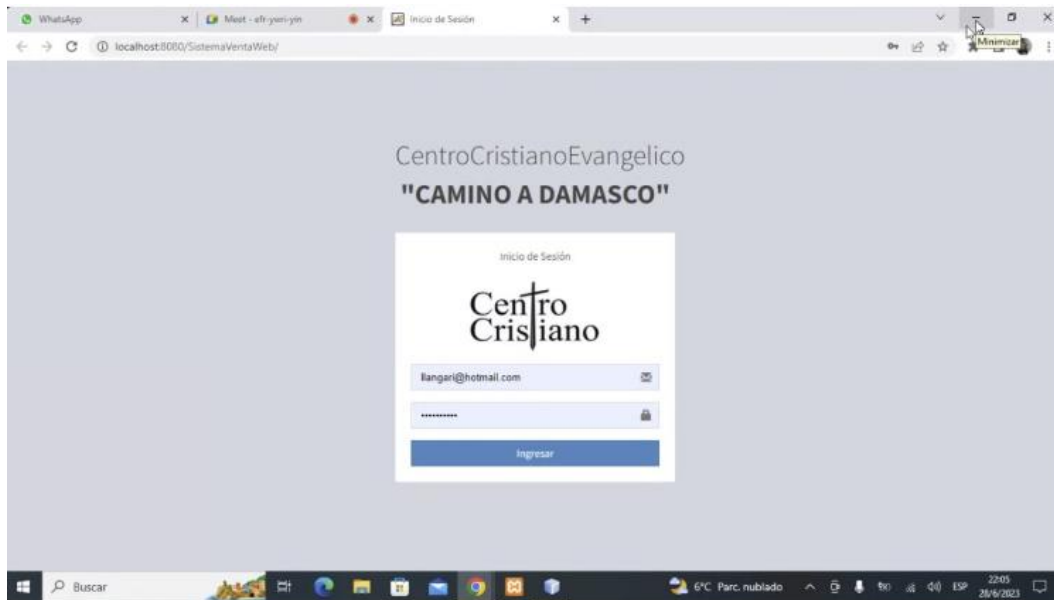 WhatsApp
Meet - efr-ywri-yin
Inicio de Sesión
localhost:8080/SistemaVentaWeb/
Minimizar
CentroCristianoEvangelico
"CAMINO A DAMASCO"
Inicio de Sesión
Centro
Cristiano
llangari@hotmail.com
Ingresar
Buscar
6°C Parc. nublado
ESP
22:05
28/6/2023